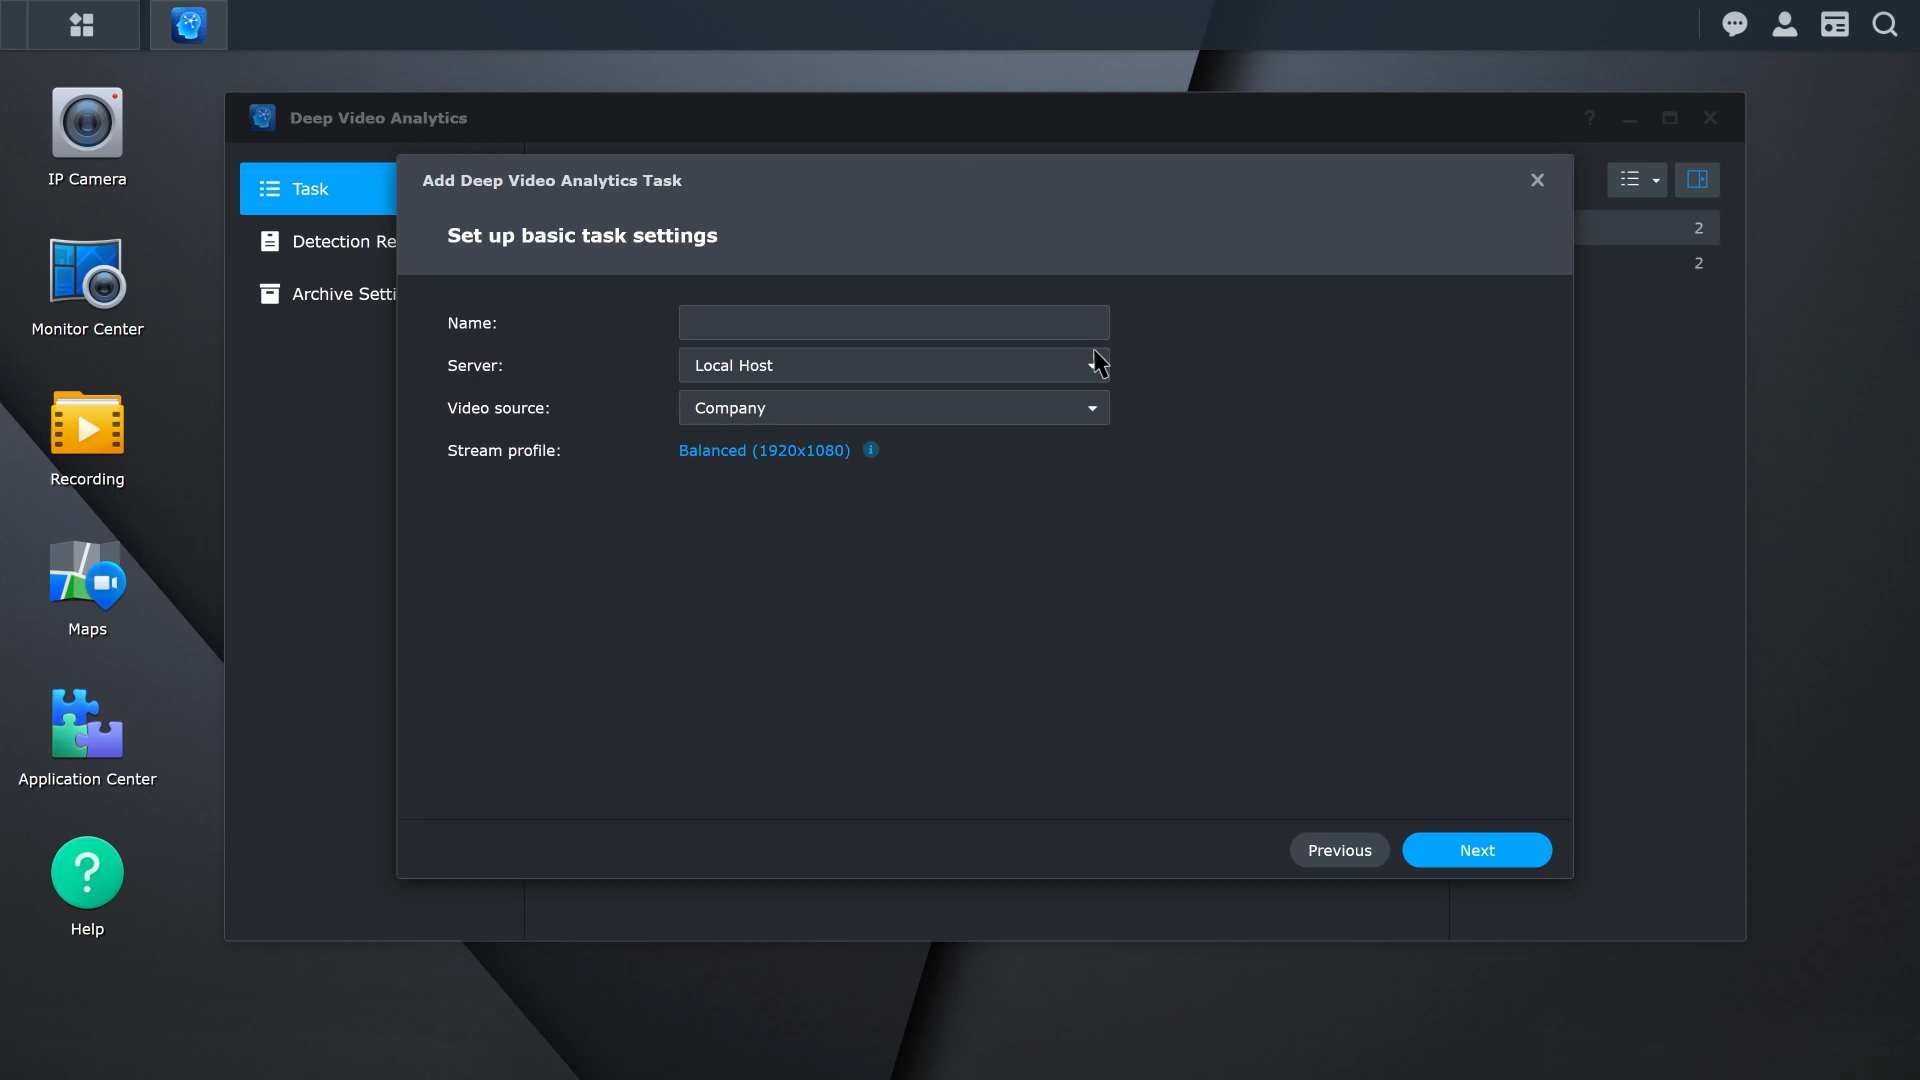 Deep Video Analytics
Task
Detection Re
Archive Setti
Add Deep Video Analytics Task
Set up basic task settings
Name:
Server:
Local Host
Video source:
Company
Stream profile:
Balanced (1920x1080)
2
2
Previous
Next
IP Camera
Monitor Center
Recording
Maps
Application Center
Help